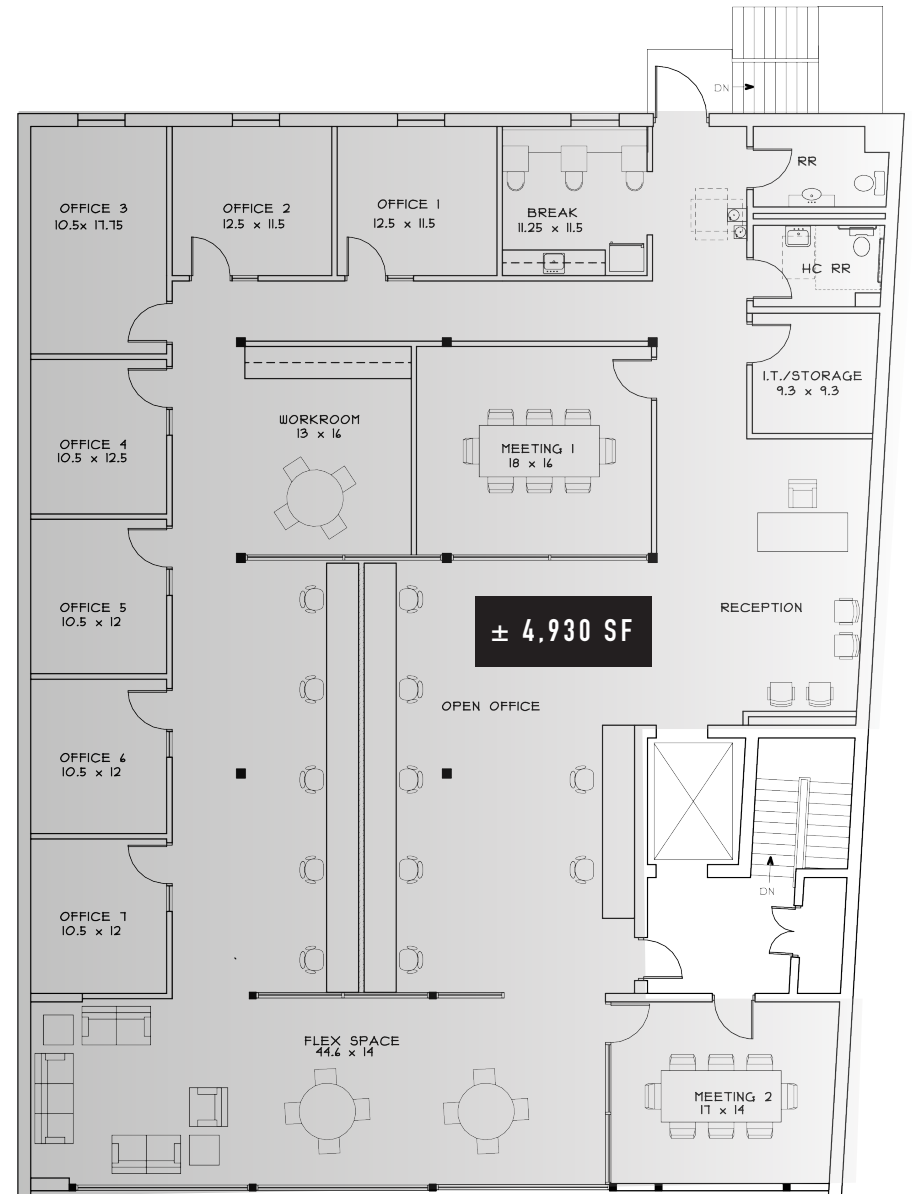 DN
RR
OFFICE 3
10.5x 17.75
OFFICE 2
12.5 x 11.5
OFFICE 1
12.5 x 11.5
BREAK
11.25 x 11.5
HC RR
I.T./STORAGE
9.3 x 9.3
WORKROOM
13 x 16
MEETING 1
18 x 16
OFFICE 4
10.5 x 12.5
OFFICE 5
10.5 x 12
RECEPTION
± 4,930 SF
OPEN OFFICE
OFFICE 6
10.5 x 12
DN
OFFICE 7
10.5 x 12
FLEX SPACE
44.6 x 14
MEETING 2
17 x 14